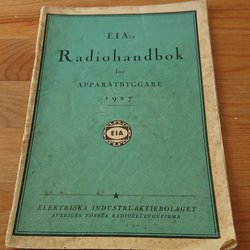 EIA:s
Radiohandbok
för
APPARATBYGGARE
1927
EIA
ELEKTRISKA INDUSTRI-AKTIEBOLAGET
SVERIGES FÖRSTA RADIOTELEFONFIRMA